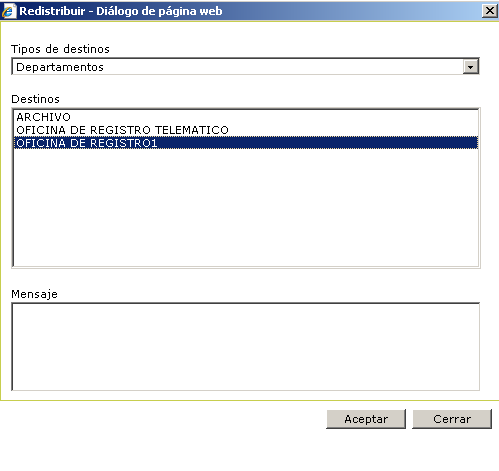 Redistribuir - Diálogo de página web
Tipos de destinos
Departamentos
Destinos
ARCHIVO
OFICINA DE REGISTRO TELEMATICO
OFICINA DE REGISTRO1
Mensaje
Aceptar
Cerrar